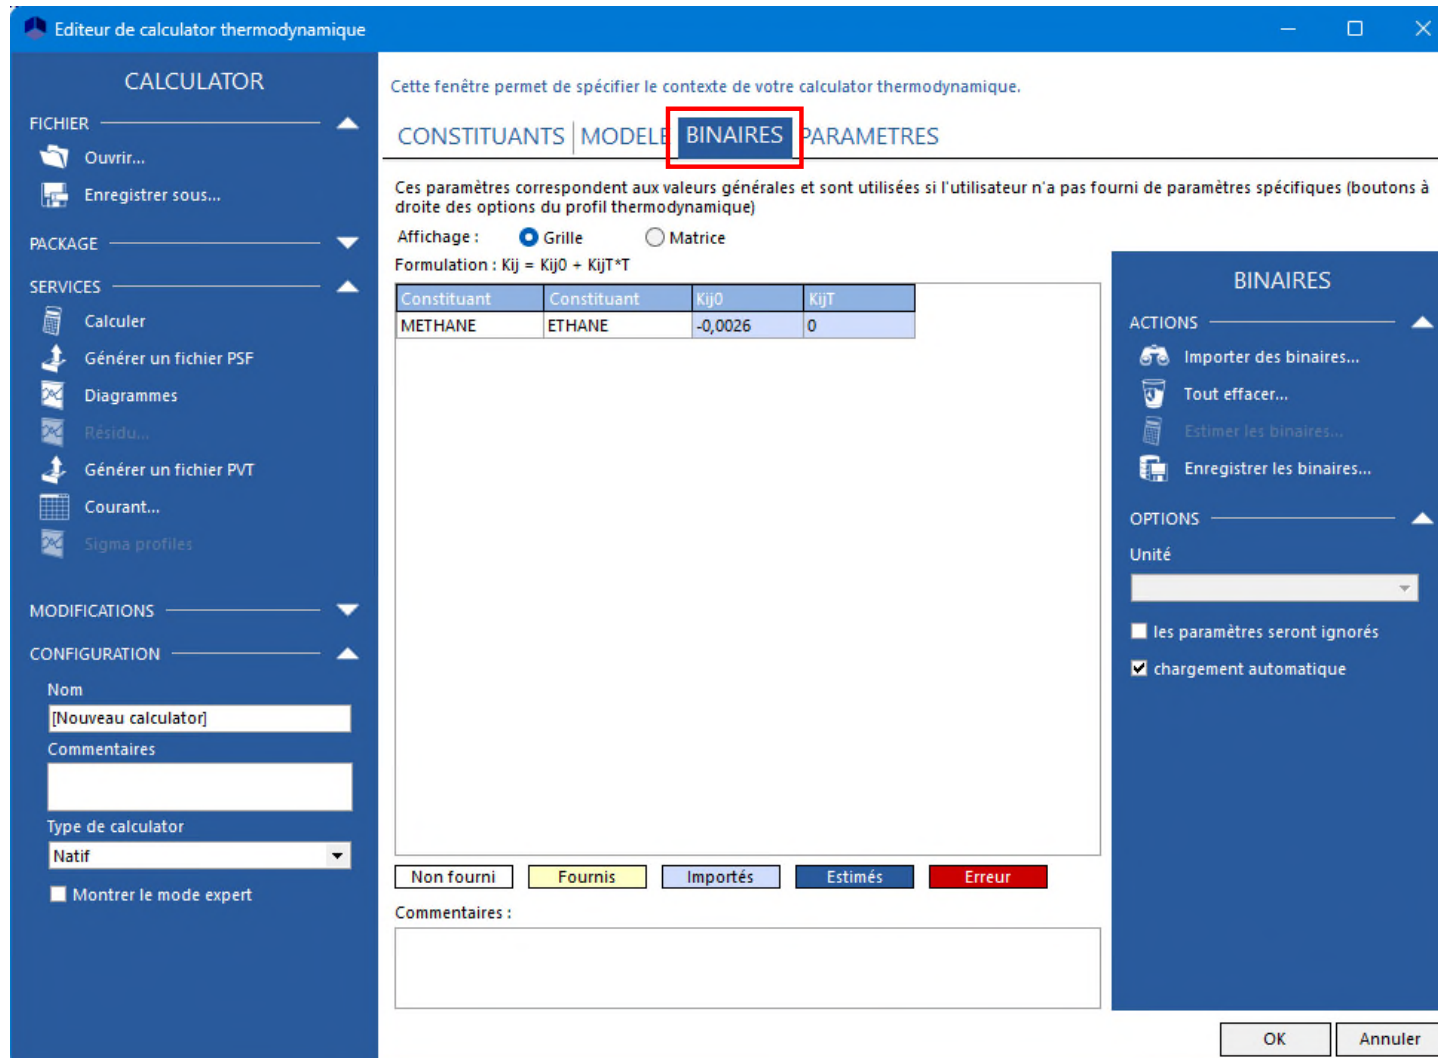 Editeur de calculator thermodynamique
CALCULATOR
FICHIER
Ouvrir...
Enregistrer sous...
PACKAGE
SERVICES
Calculer
Générer un fichier PSF
Diagrammes
Résidu...
Générer un fichier PVT
Courant...
Sigma profiles
MODIFICATIONS
CONFIGURATION
Nom
[Nouveau calculator]
Commentaires
Type de calculator
Natif
Montrer le mode expert
Cette fenêtre permet de spécifier le contexte de votre calculator thermodynamique.
CONSTITUANTS MODELE BINAIRES PARAMETRES
Ces paramètres correspondent aux valeurs générales et sont utilisées si l'utilisateur n'a pas fourni de paramètres spécifiques (boutons à
droite des options du profil thermodynamique)
Affichage : Grille Matrice
Formulation : Kij = Kij0 + KijT*T
Constituant Constituant Kij0 KijT
METHANE ETHANE -0,0026 0
Non fourni Fournis Importés Estimés Erreur
Commentaires :
BINAIRES
ACTIONS
Importer des binaires...
Tout effacer...
Estimer les binaires...
Enregistrer les binaires...
OPTIONS
Unité
les paramètres seront ignorés
chargement automatique
OK Annuler